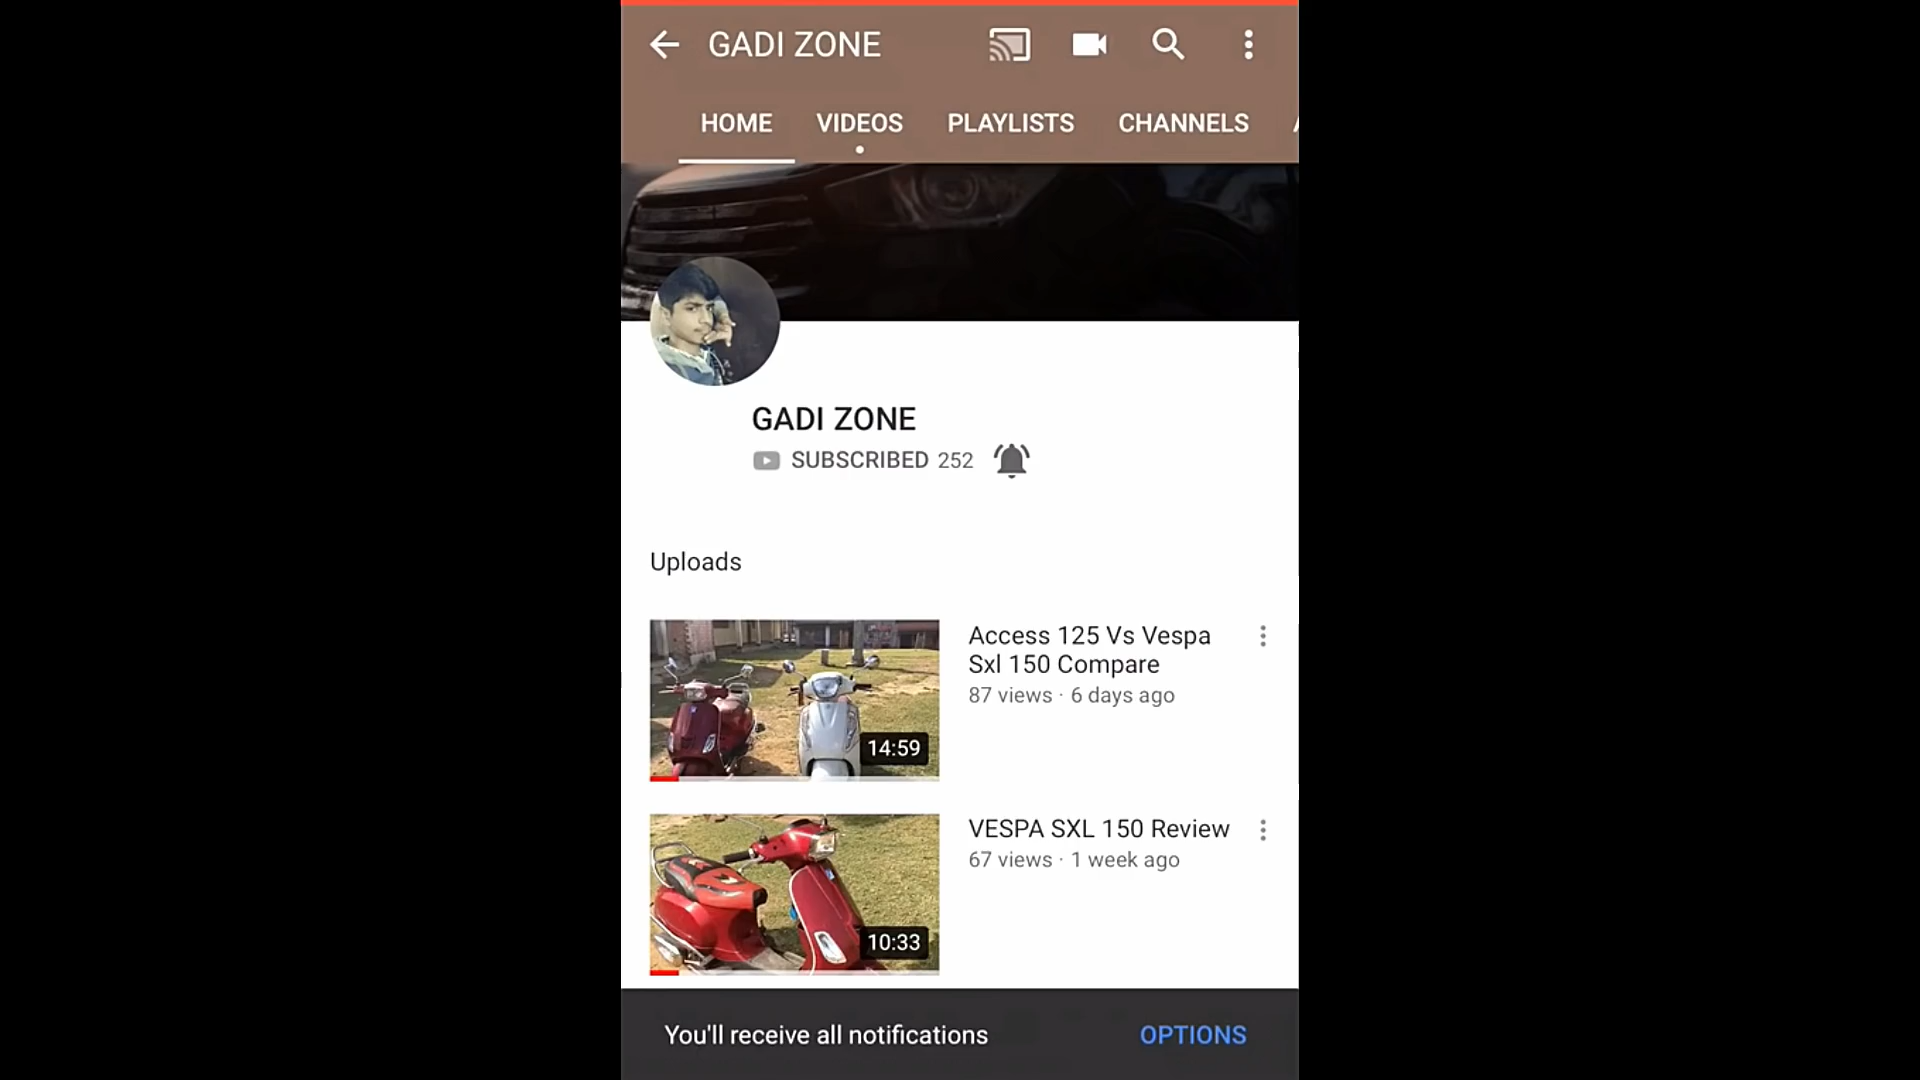 GADI ZONE
HOME VIDEOS PLAYLISTS CHANNELS
GADI ZONE
SUBSCRIBED 252
Uploads
Access 125 Vs Vespa
Sxl 150 Compare
87 views · 6 days ago
14:59
VESPA SXL 150 Review
67 views · 1 week ago
10:33
You'll receive all notifications OPTIONS